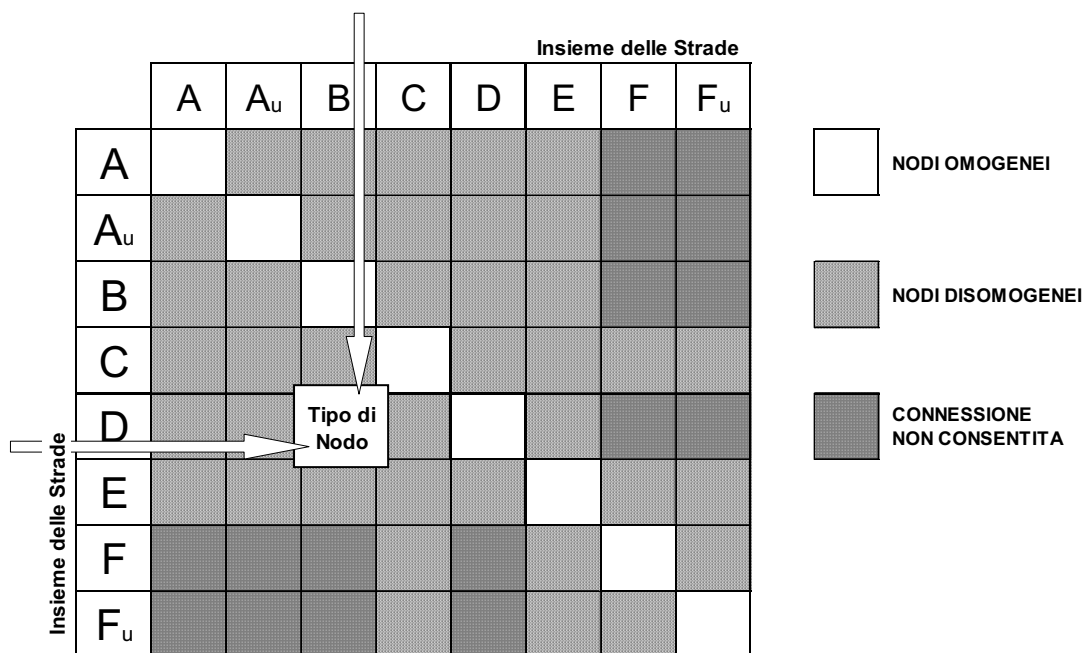 Insieme delle Strade
A Au B C D E F Fu
A
Au
B
C
D
E
F
Fu
Insieme delle Strade
Tipo di
Nodo
NODI OMOGENEI
NODI DISOMOGENEI
CONNESSIONE
NON CONSENTITA